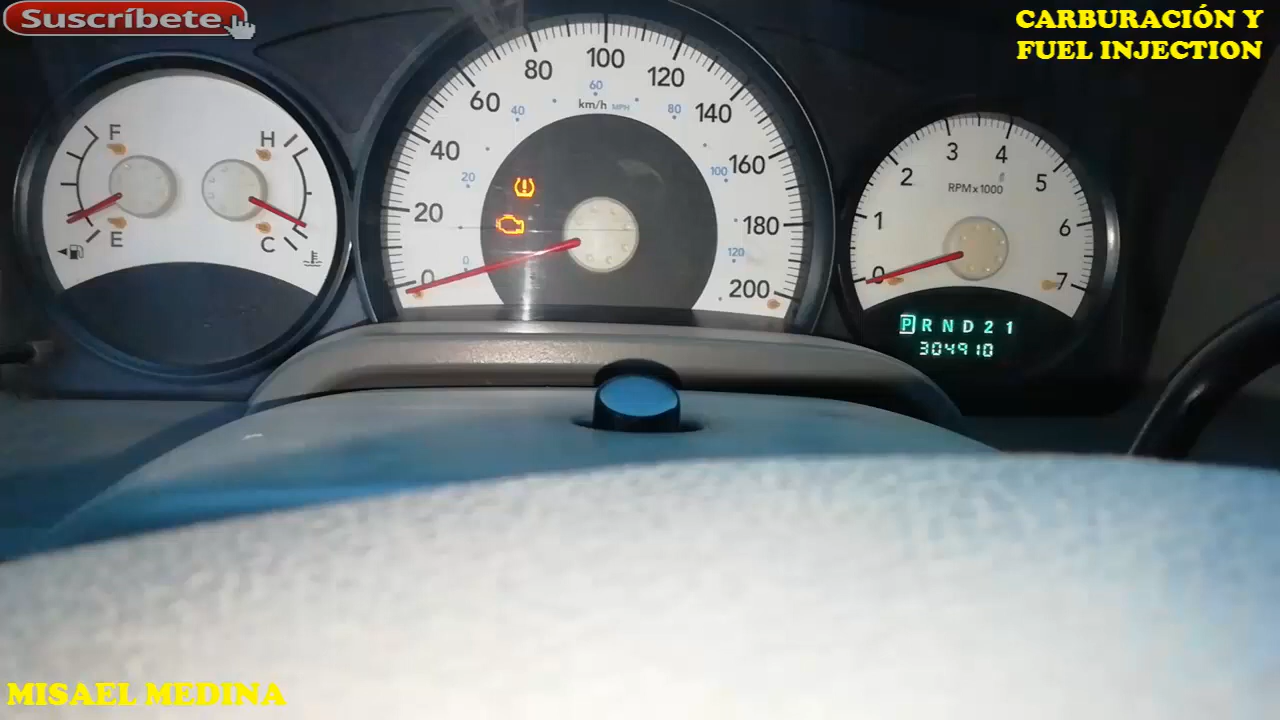 Suscríbete
CARBURACIÓN Y
FUEL INJECTION
F
E
H
C
0
20
40
60
80
100
120
140
160
180
200
km/h MPH
0
20
40
60
80
100
120
0
1
2
3
4
5
6
7
RPM x 1000
P R N D 2 1
304910
MISAEL MEDINA